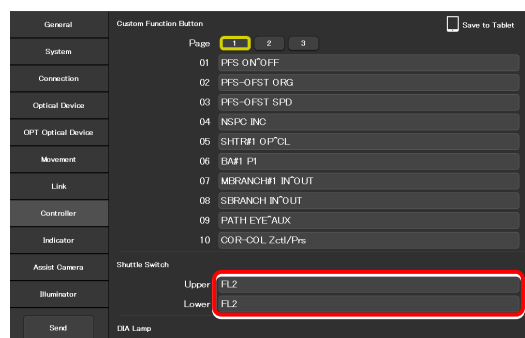 General
System
Connection
Optical Device
OPT Optical Device
Movement
Link
Controller
Indicator
Assist Camera
Illuminator
Send
Custom Function Button
Save to Tablet
Page 1 2 3
01 PFS ON^OFF
02 PFS-OFST ORG
03 PFS-OFST SPD
04 NSPC INC
05 SHTR#1 OP^CL
06 BA#1 P1
07 MBRANCH#1 IN^OUT
08 SBRANCH IN^OUT
09 PATH EYE^AUX
10 COR-COL Zctl/Prs
Shuttle Switch
Upper FL2
Lower FL2
DIA Lamp